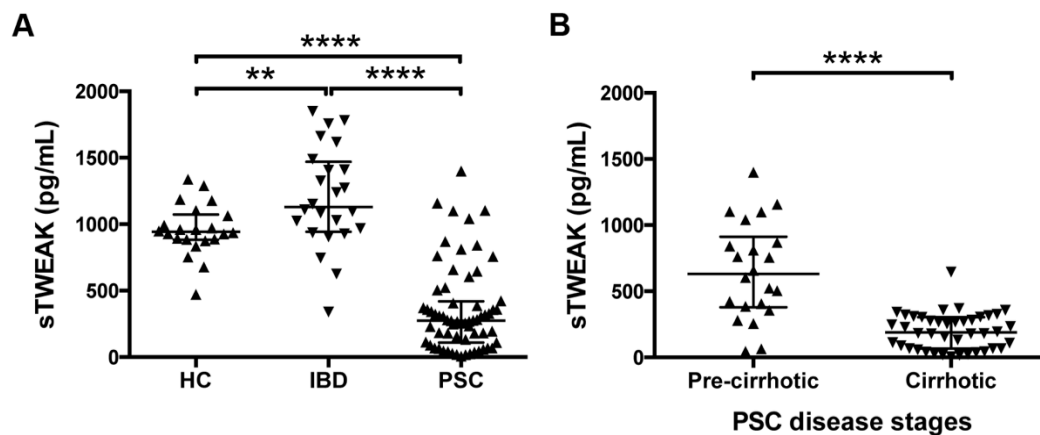 A
****
** ****
sTWEAK (pg/mL)
2000
1500
1000
500
0
HC IBD PSC
B
****
sTWEAK (pg/mL)
2000
1500
1000
500
0
Pre-cirrhotic Cirrhotic
PSC disease stages